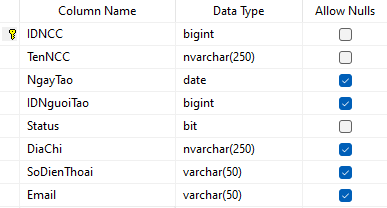 Column Name Data Type Allow Nulls
IDNCC bigint
TenNCC nvarchar(250)
NgayTao date
IDNguoiTao bigint
Status bit
DiaChi nvarchar(250)
SoDienThoai varchar(50)
Email varchar(50)